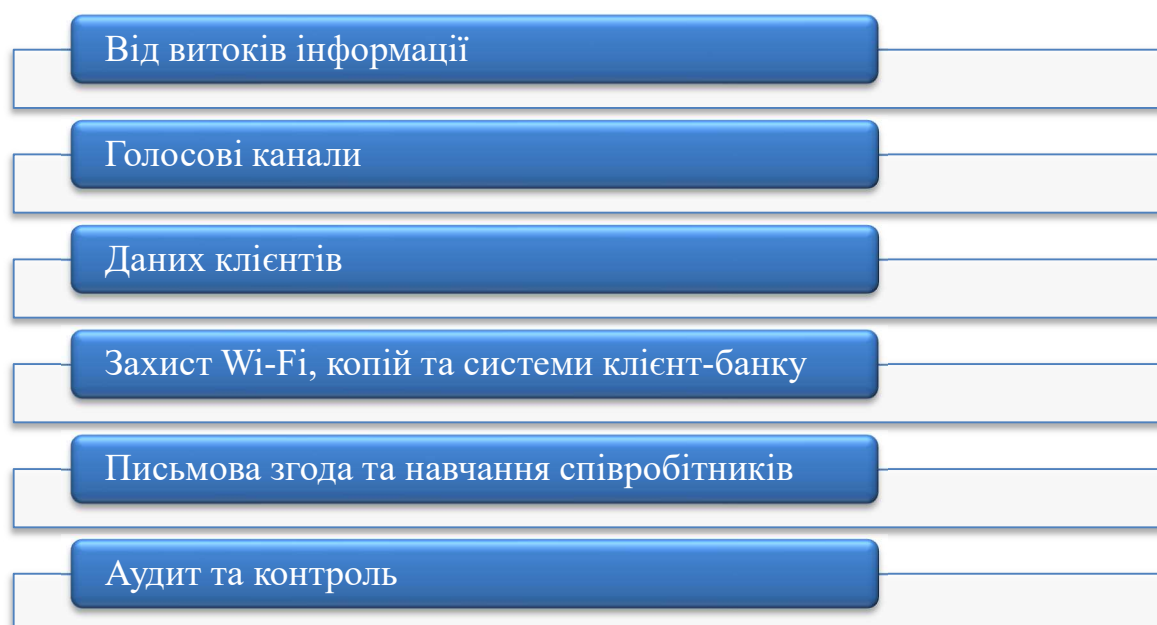 Від витоків інформації
Голосові канали
Даних клієнтів
Захист Wi-Fi, копій та системи клієнт-банку
Письмова згода та навчання співробітників
Аудит та контроль